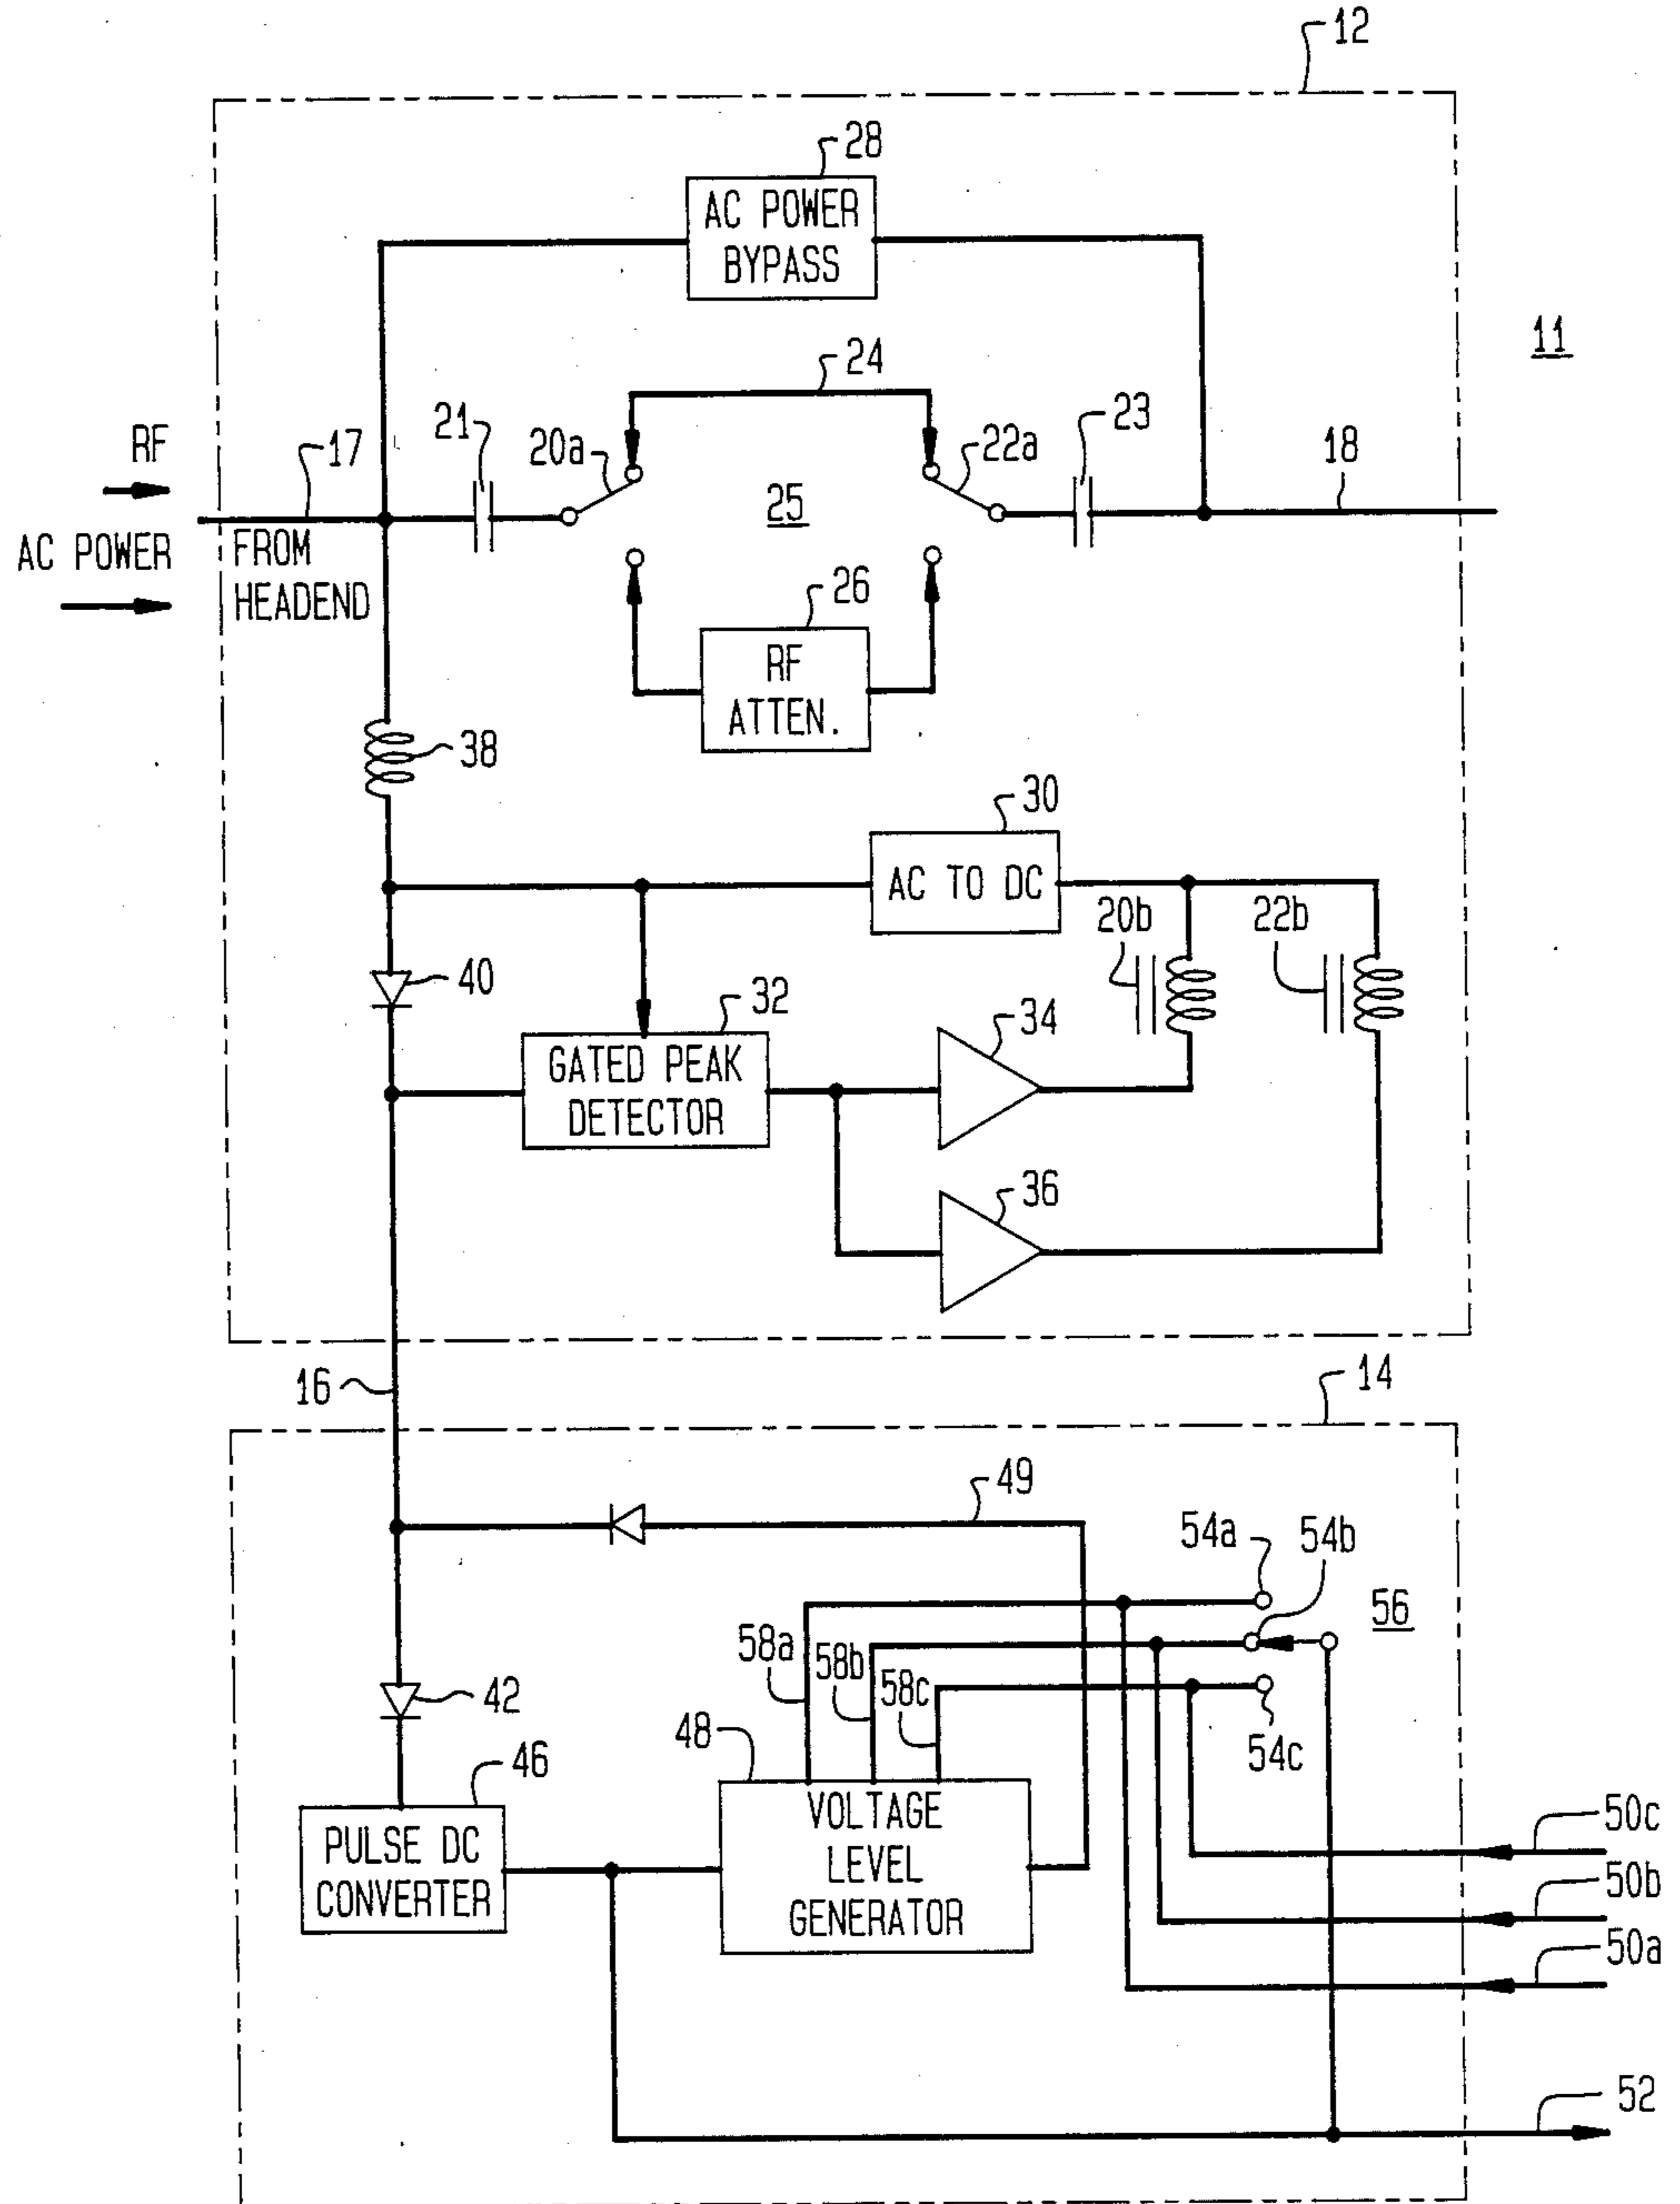 12
28
AC POWER
BYPASS
11
24
21
23
RF
17
20a
22a
18
25
AC POWER
FROM
HEADEND
26
RF
ATTEN.
38
30
AC TO DC
20b
22b
40
32
34
GATED PEAK
DETECTOR
36
16
14
49
54a
54b
56
58a
58b
58c
42
48
54c
46
VOLTAGE
LEVEL
GENERATOR
50c
PULSE DC
CONVERTER
50b
50a
52